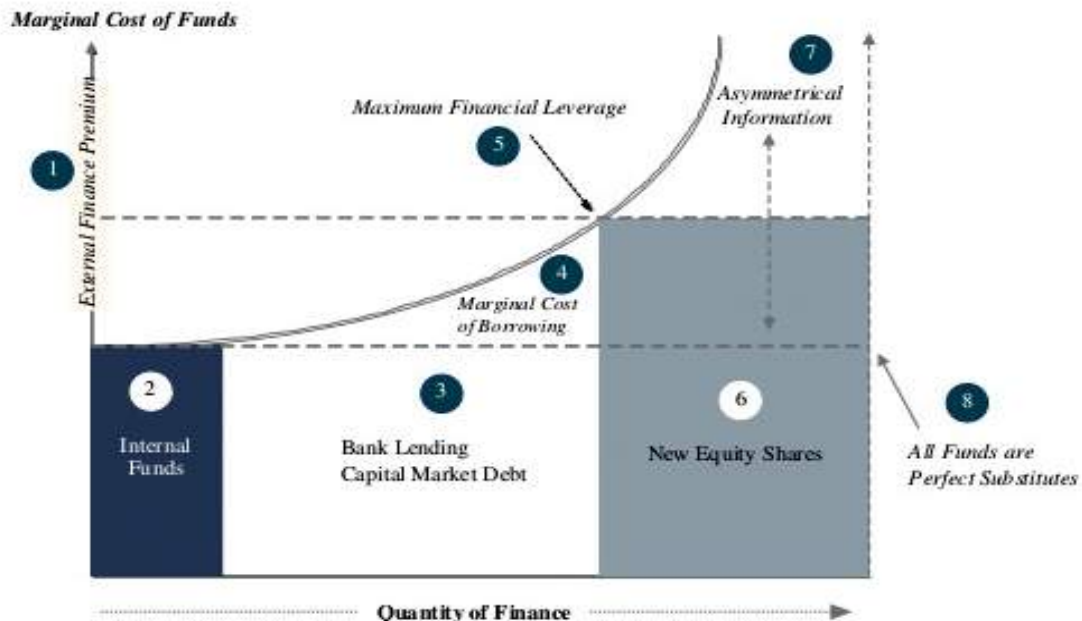 Marginal Cost of Funds
7
Maximum Financial Leverage
Asymmetrical
Information
5
1
External Finance Premium
4
Marginal Cost
of Borrowing
2
3
6
8
Internal
Funds
Bank Lending
Capital Market Debt
New Equity Shares
All Funds are
Perfect Substitutes
Quantity of Finance